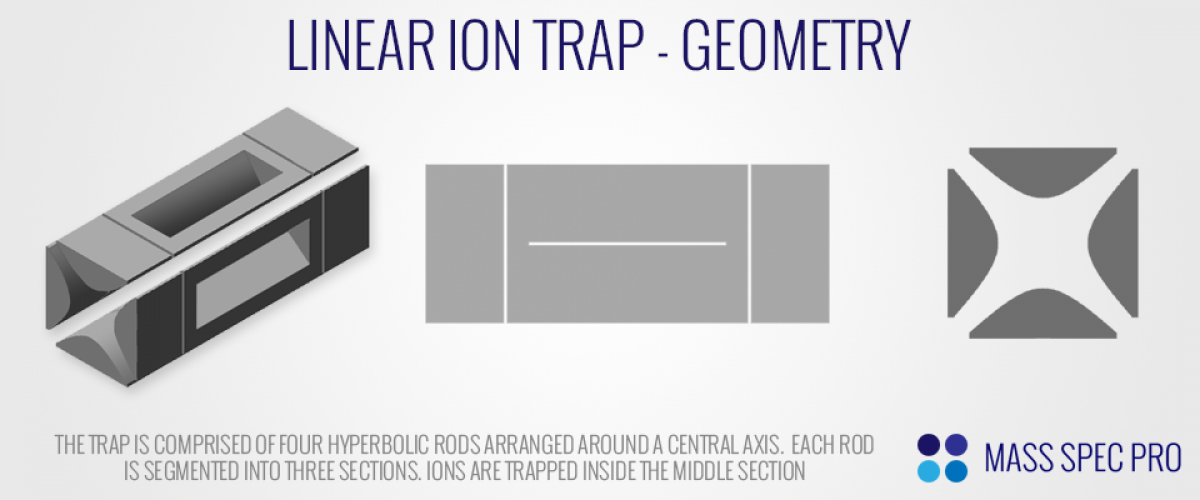 LINEAR ION TRAP - GEOMETRY
THE TRAP IS COMPRISED OF FOUR HYPERBOLIC RODS ARRANGED AROUND A CENTRAL AXIS. EACH ROD
IS SEGMENTED INTO THREE SECTIONS. IONS ARE TRAPPED INSIDE THE MIDDLE SECTION
MASS SPEC PRO